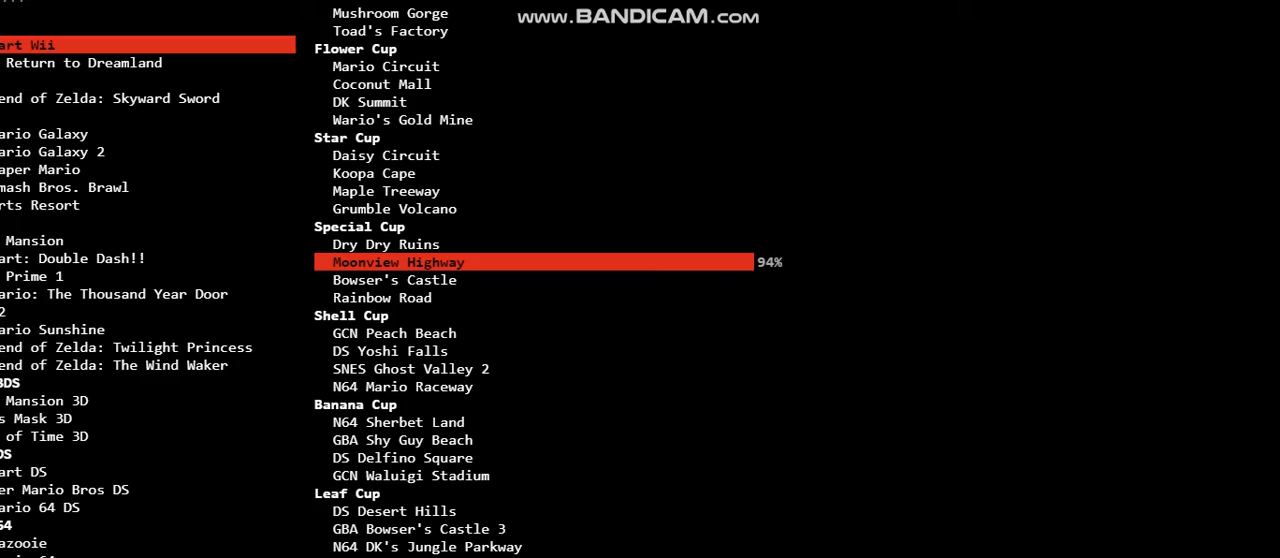 www.BANDICAM.com
art Wii
Return to Dreamland
end of Zelda: Skyward Sword
ario Galaxy
ario Galaxy 2
aper Mario
mash Bros. Brawl
rts Resort
Mansion
art: Double Dash!!
Prime 1
ario: The Thousand Year Door
2
ario Sunshine
end of Zelda: Twilight Princess
end of Zelda: The Wind Waker
3DS
Mansion 3D
s Mask 3D
of Time 3D
DS
art DS
er Mario Bros DS
ario 64 DS
64
azooie
Mushroom Gorge
Toad's Factory
Flower Cup
Mario Circuit
Coconut Mall
DK Summit
Wario's Gold Mine
Star Cup
Daisy Circuit
Koopa Cape
Maple Treeway
Grumble Volcano
Special Cup
Dry Dry Ruins
Moonview Highway 94%
Bowser's Castle
Rainbow Road
Shell Cup
GCN Peach Beach
DS Yoshi Falls
SNES Ghost Valley 2
N64 Mario Raceway
Banana Cup
N64 Sherbet Land
GBA Shy Guy Beach
DS Delfino Square
GCN Waluigi Stadium
Leaf Cup
DS Desert Hills
GBA Bowser's Castle 3
N64 DK's Jungle Parkway